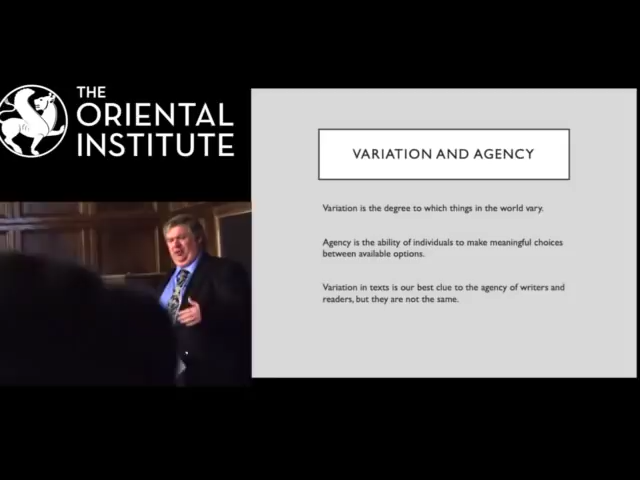 THE
ORIENTAL
INSTITUTE
VARIATION AND AGENCY
Variation is the degree to which things in the world vary.
Agency is the ability of individuals to make meaningful choices
between available options.
Variation in texts is our best clue to the agency of writers and
readers, but they are not the same.